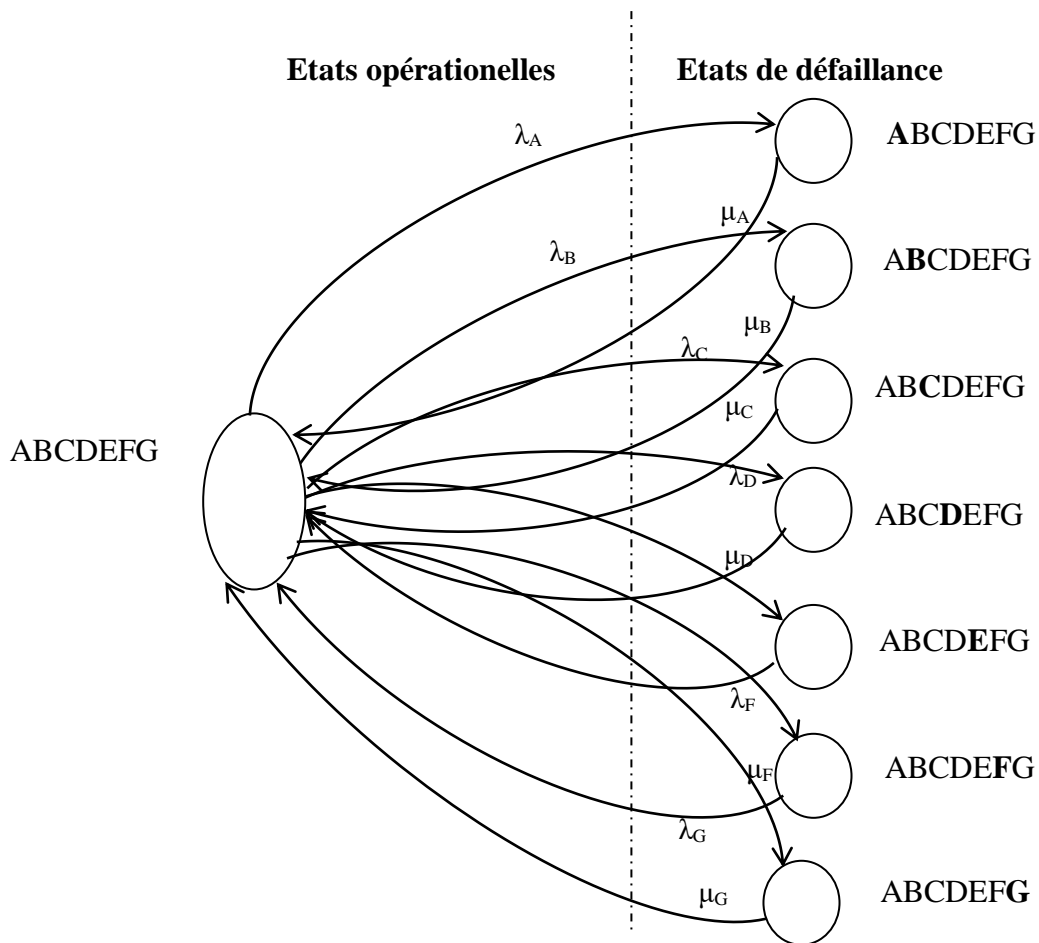 Etats opérationelles
Etats de défaillance
λA
ABCDEFG
μA
λB
ABCDEFG
μB
λC
ABCDEFG
μC
ABCDEFG
λD
ABCDEFG
μD
ABCDEFG
λF
μF
ABCDEFG
λG
μG
ABCDEFG